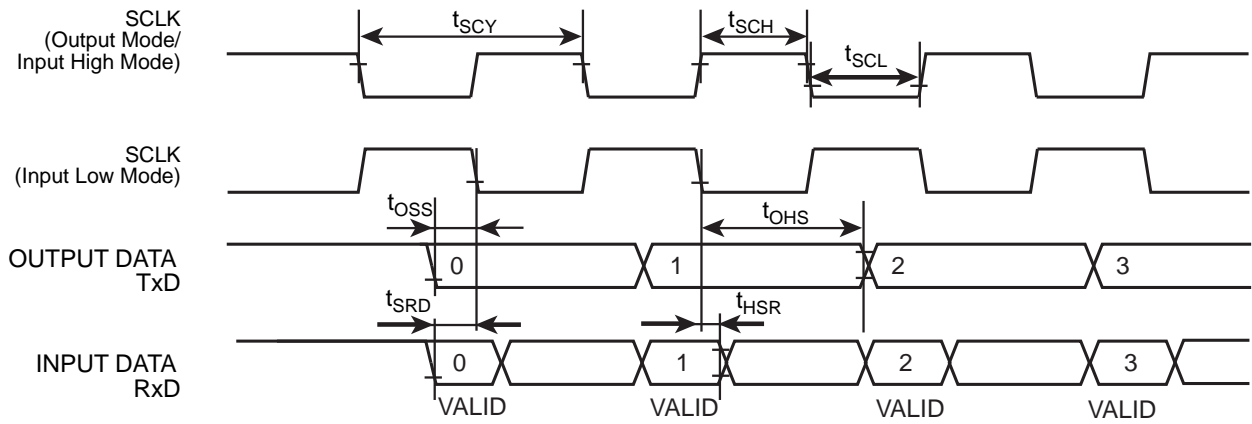 SCLK
(Output Mode/
Input High Mode)
tSCY
tSCH
tSCL
SCLK
(Input Low Mode)
tOSS
tOHS
OUTPUT DATA
TxD
0
1
2
3
tSRD
tHSR
INPUT DATA
RxD
0
1
2
3
VALID
VALID
VALID
VALID